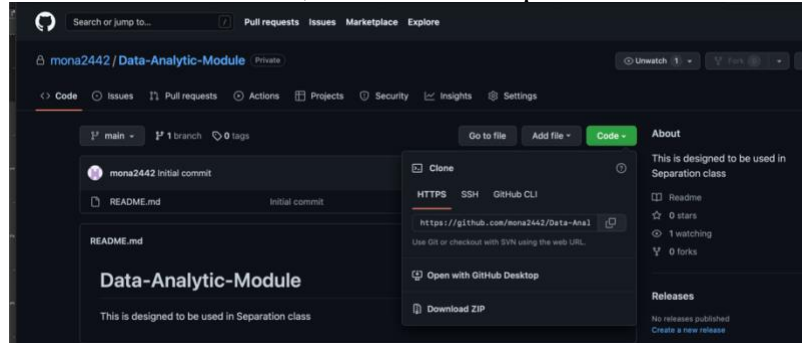 Search or jump to...
/
Pull requests Issues Marketplace Explore
mona2442 / Data-Analytic-Module Private
Unwatch 1
Fork 0
Code Issues Pull requests Actions Projects Security Insights Settings
main 1 branch 0 tags
Go to file Add file Code
mona2442 Initial commit
README.md Initial commit
README.md
Data-Analytic-Module
This is designed to be used in Separation class
Clone
HTTPS SSH GitHub CLI
https://github.com/mona2442/Data-Anal
Use Git or checkout with SVN using the web URL.
Open with GitHub Desktop
Download ZIP
About
This is designed to be used in
Separation class
Readme
0 stars
1 watching
0 forks
Releases
No releases published
Create a new release